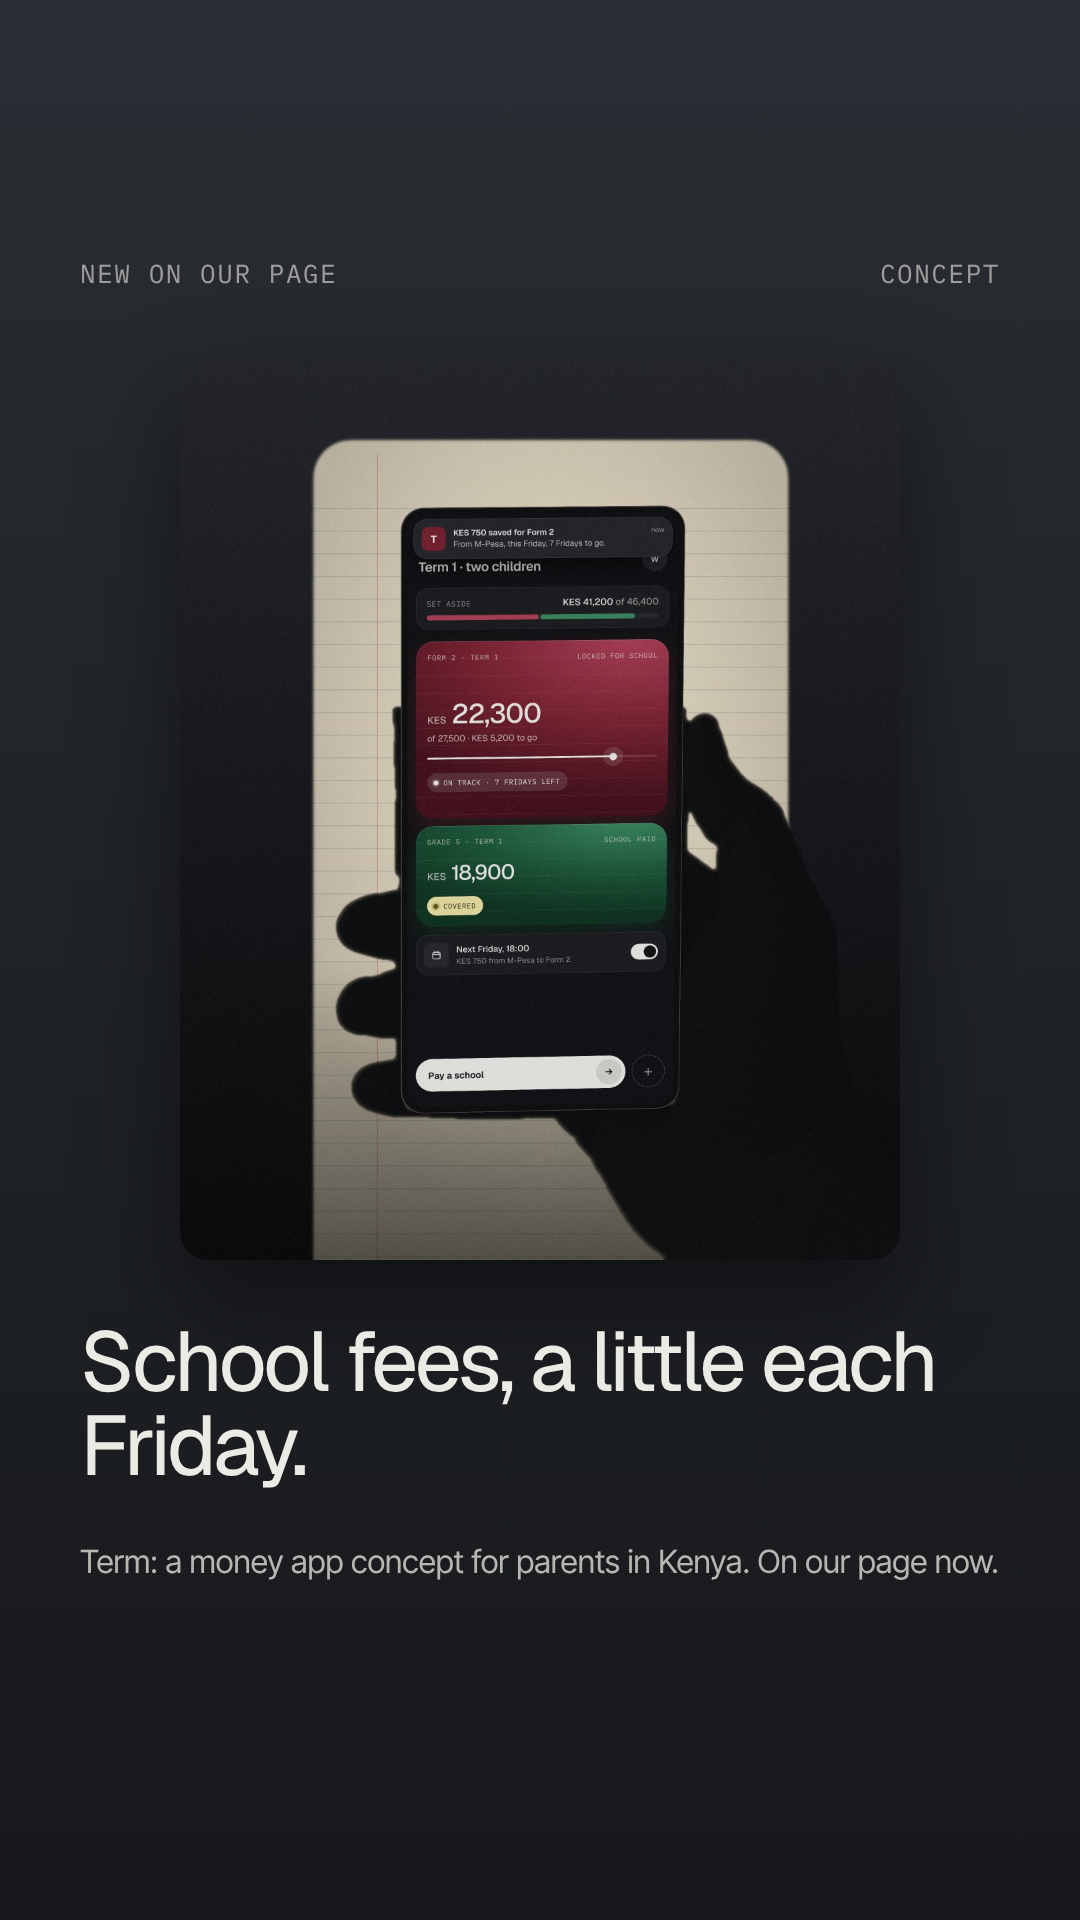 NEW ON OUR PAGE
CONCEPT
T
KES 750 saved for Form 2
now
From M-Pesa, this Friday. 7 Fridays to go.
W
Term 1 · two children
SET ASIDE
KES 41,200 of 46,400
FORM 2 · TERM 1
LOCKED FOR SCHOOL
KES 22,300
of 27,500 · KES 5,200 to go
ON TRACK · 7 FRIDAYS LEFT
GRADE 5 · TERM 1
SCHOOL PAID
KES 18,900
COVERED
Next Friday, 18:00
KES 750 from M-Pesa to Form 2
Pay a school
School fees, a little each
Friday.
Term: a money app concept for parents in Kenya. On our page now.